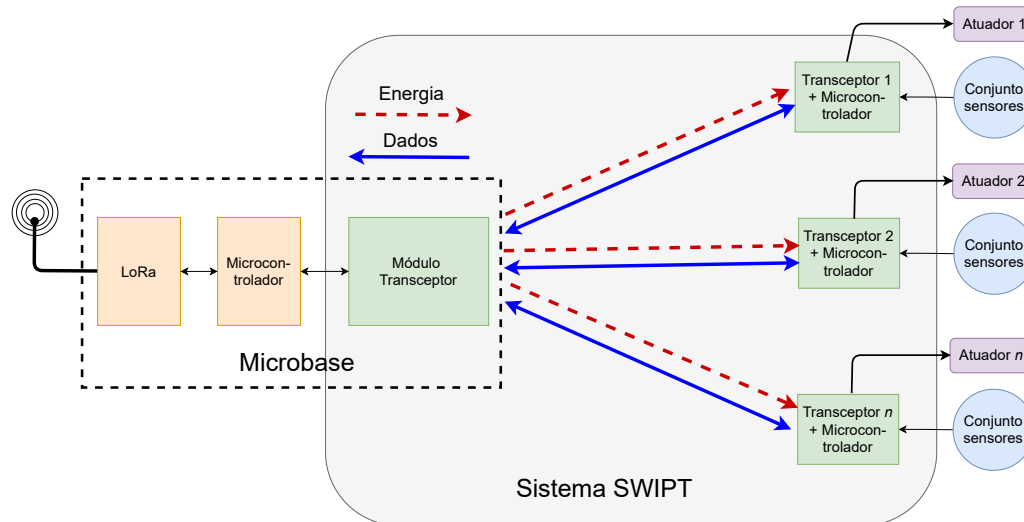 Energia
Dados
LoRa
Microcon-
trolador
Módulo
Transceptor
Microbase
Sistema SWIPT
Transceptor 1
+ Microcon-
trolador
Atuador 1
Conjunto
sensores
Transceptor 2
+ Microcon-
trolador
Atuador 2
Conjunto
sensores
Transceptor n
+ Microcon-
trolador
Atuador n
Conjunto
sensores